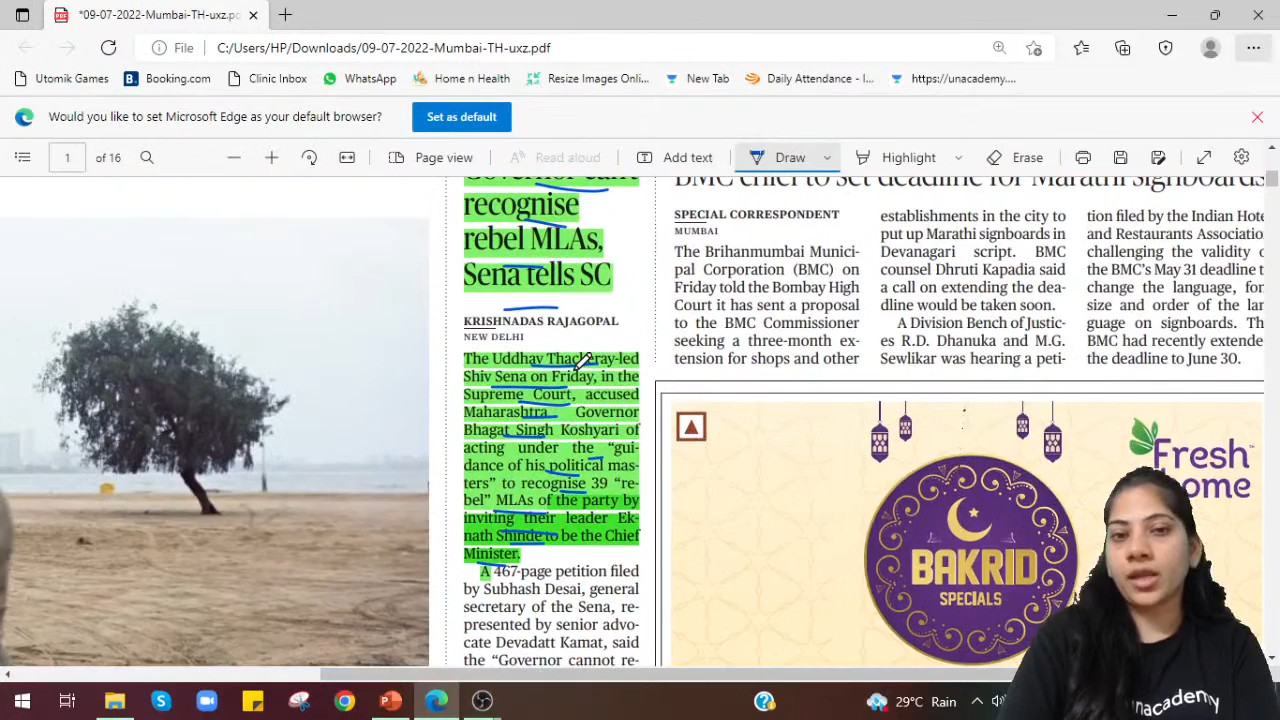 *09-07-2022-Mumbai-TH-uxz.p
File
C:/Users/HP/Downloads/09-07-2022-Mumbai-TH-uxz.pdf
Utomik Games
Booking.com
Clinic Inbox
WhatsApp
Home n Health
Resize Images Onli...
New Tab
Daily Attendance - I...
https://unacademy....
Would you like to set Microsoft Edge as your default browser?
Set as default
1
of 16
Page view
Read aloud
Add text
Draw
Highlight
Erase
recognise
rebel MLAs,
Sena tells SC
KRISHNADAS RAJAGOPAL
NEW DELHI
The Uddhav Thackeray-led
Shiv Sena on Friday, in the
Supreme Court, accused
Maharashtra Governor
Bhagat Singh Koshyari of
acting under the “gui-
dance of his political mas-
ters” to recognise 39 “re-
bel” MLAs of the party by
inviting their leader Ek-
nath Shinde to be the Chief
Minister.
A 467-page petition filed
by Subhash Desai, general
secretary of the Sena, re-
presented by senior advo-
cate Devadatt Kamat, said
the “Governor cannot re-
BMC chief to set deadline for Marathi signboards
SPECIAL CORRESPONDENT
MUMBAI
The Brihanmumbai Munici-
pal Corporation (BMC) on
Friday told the Bombay High
Court it has sent a proposal
to the BMC Commissioner
seeking a three-month ex-
tension for shops and other
establishments in the city to
put up Marathi signboards in
Devanagari script. BMC
counsel Dhruti Kapadia said
a call on extending the dea-
dline would be taken soon.
A Division Bench of Justic-
es R.D. Dhanuka and M.G.
Sewlikar was hearing a peti-
tion filed by the Indian Hote
and Restaurants Association
challenging the validity o
the BMC’s May 31 deadline t
change the language, fon
size and order of the lan
guage on signboards. Th
BMC had recently extende
the deadline to June 30.
Fresh
home
BAKRID
SPECIALS
unacademy
29°C Rain